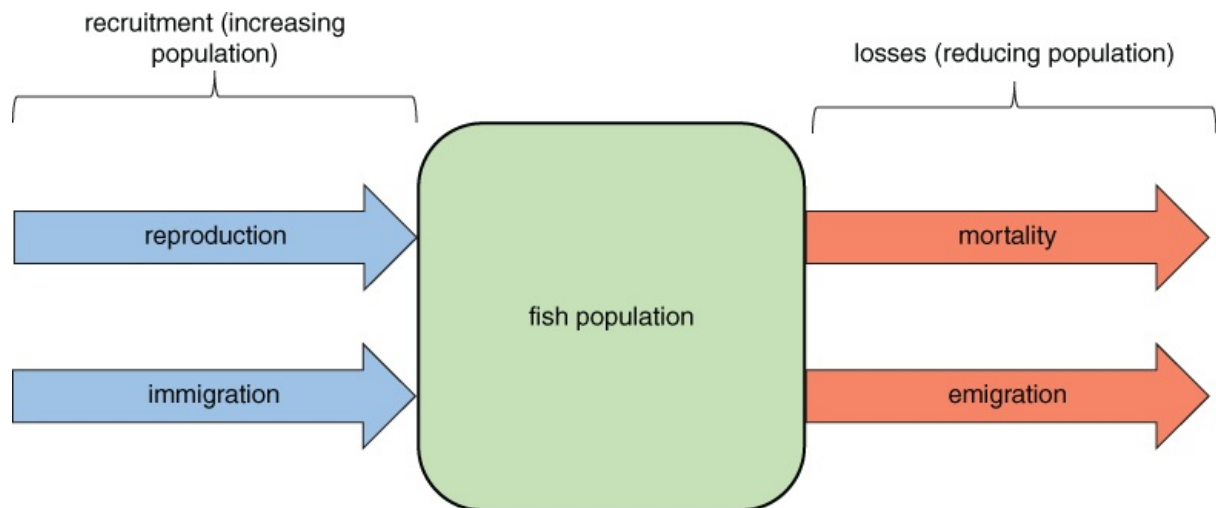 recruitment (increasing
population)
losses (reducing population)
reproduction
mortality
fish population
immigration
emigration